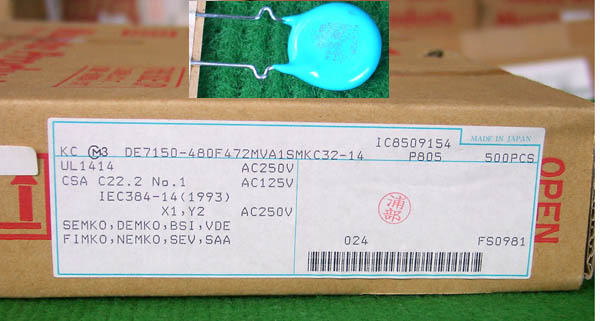 IC8509154
MADE IN JAPAN
KC M3 DE7150-480F472MVA1SMKC32-14 P805 500PCS
UL1414 AC250V
CSA C22.2 No.1 AC125V
IEC384-14(1993)
X1,Y2 AC250V
SEMKO,DEMKO,BSI,VDE
FIMKO,NEMKO,SEV,SAA
浦部
024 FS0981
OPEN